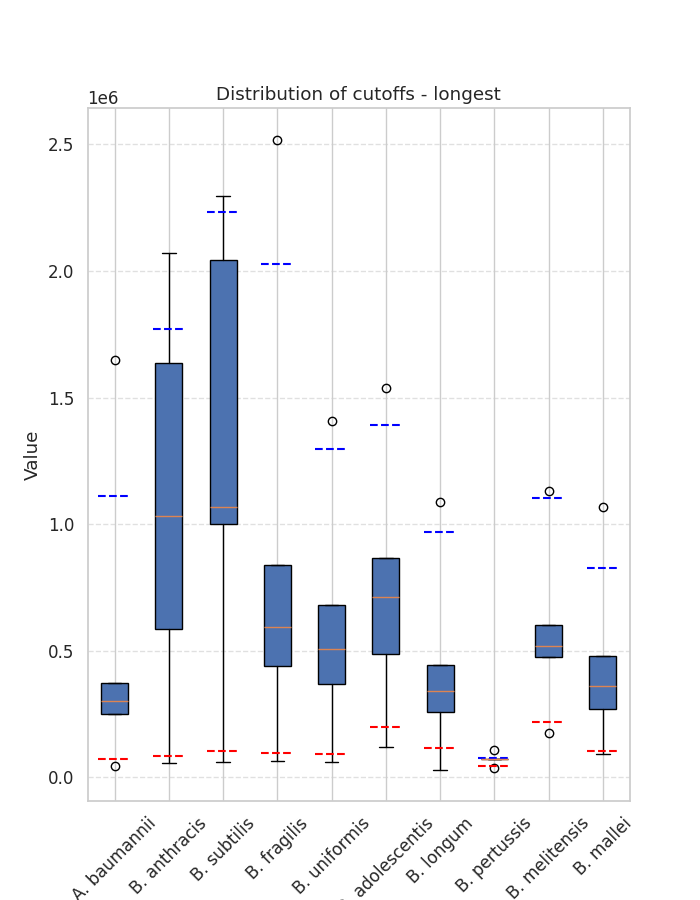 Distribution of cutoffs - longest
1e6
2.5
2.0
1.5
1.0
0.5
0.0
Value
A. baumannii
B. anthracis
B. subtilis
B. fragilis
B. uniformis
adolescentis
B. longum
B. pertussis
B. melitensis
B. mallei